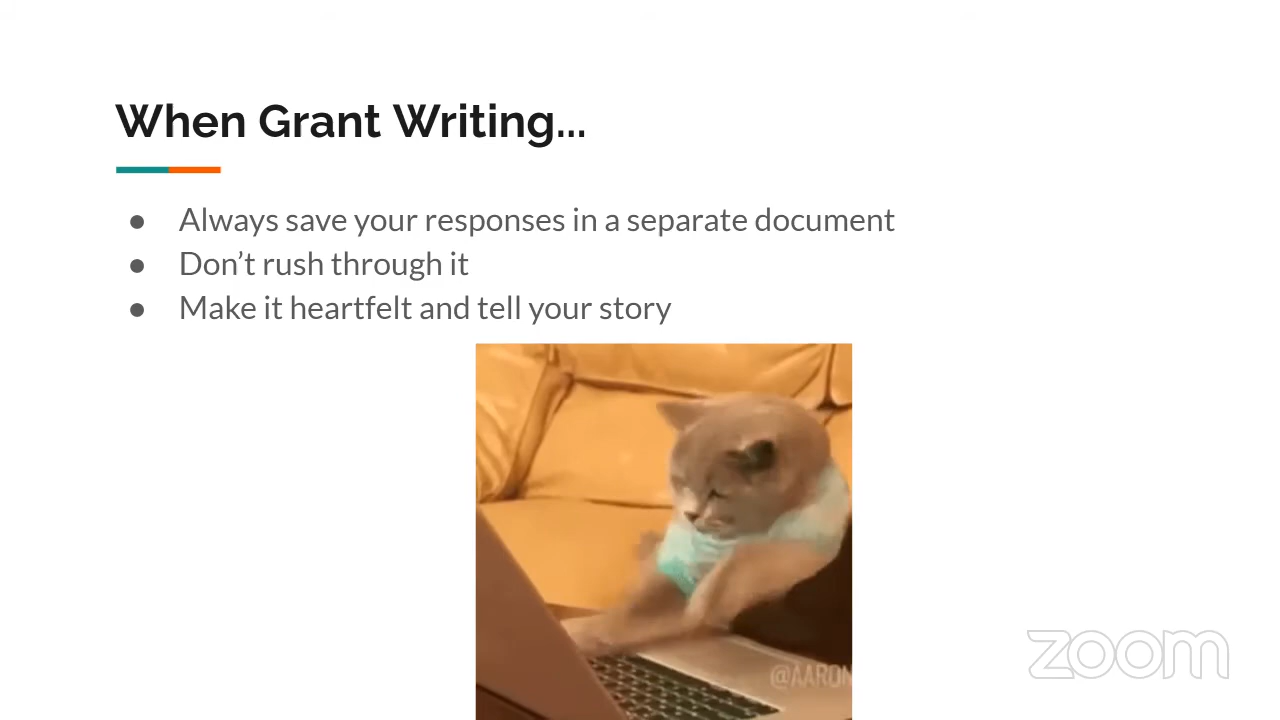 When Grant Writing...
● Always save your responses in a separate document
● Don’t rush through it
● Make it heartfelt and tell your story
@AARON
zoom